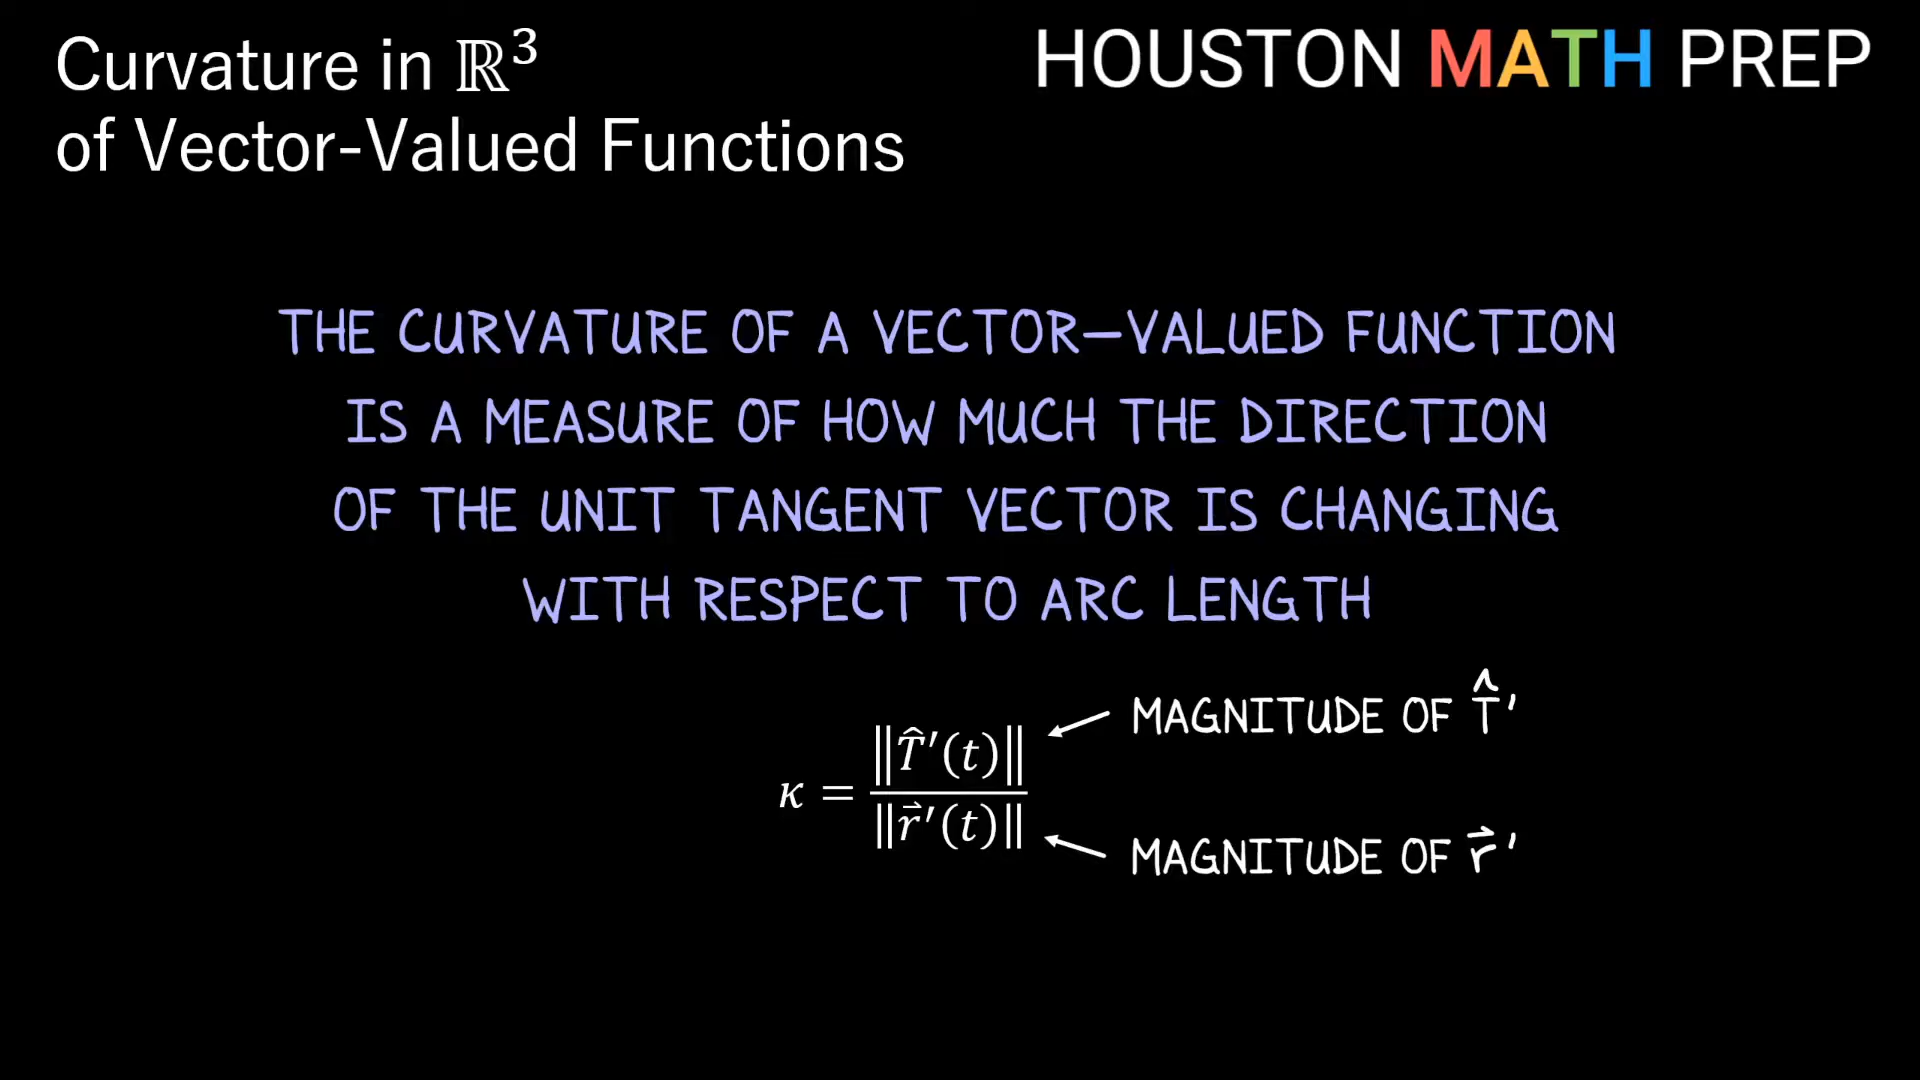 Curvature in ℝ³
of Vector-Valued Functions
HOUSTON MATH PREP
THE CURVATURE OF A VECTOR–VALUED FUNCTION
IS A MEASURE OF HOW MUCH THE DIRECTION
OF THE UNIT TANGENT VECTOR IS CHANGING
WITH RESPECT TO ARC LENGTH
κ = ‖T̂′(t)‖ / ‖r⃗′(t)‖
MAGNITUDE OF T̂′
MAGNITUDE OF r⃗′